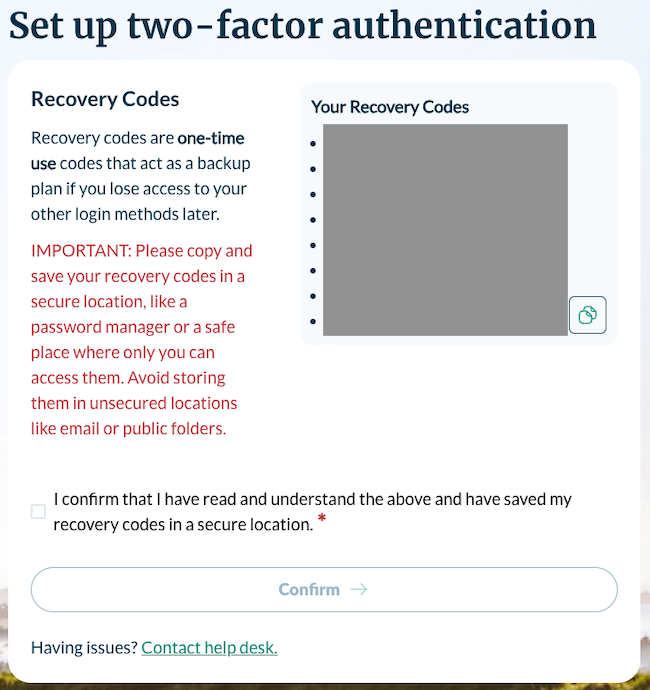 Set up two-factor authentication
Recovery Codes
Recovery codes are one-time
use codes that act as a backup
plan if you lose access to your
other login methods later.
IMPORTANT: Please copy and
save your recovery codes in a
secure location, like a
password manager or a safe
place where only you can
access them. Avoid storing
them in unsecured locations
like email or public folders.
Your Recovery Codes
I confirm that I have read and understand the above and have saved my
recovery codes in a secure location. *
Confirm →
Having issues? Contact help desk.